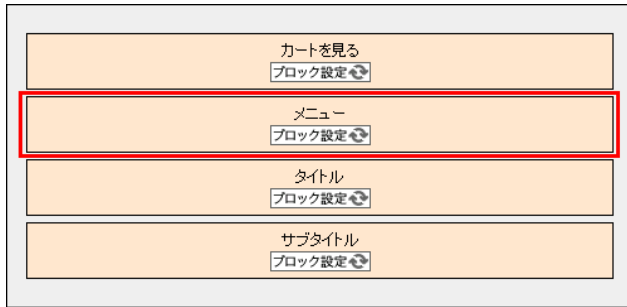 カートを見る
ブロック設定
メニュー
ブロック設定
タイトル
ブロック設定
サブタイトル
ブロック設定